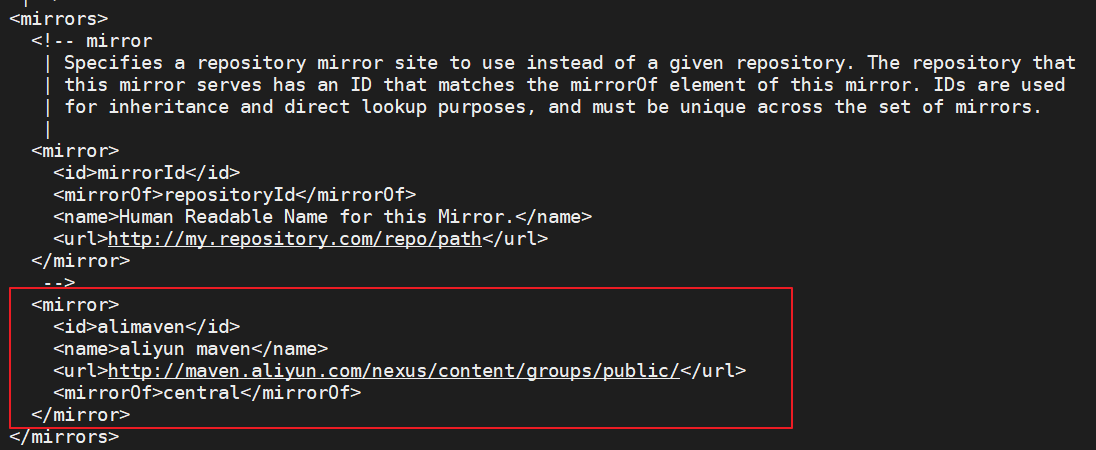 <mirrors>
<!-- mirror
| Specifies a repository mirror site to use instead of a given repository. The repository that
| this mirror serves has an ID that matches the mirrorOf element of this mirror. IDs are used
| for inheritance and direct lookup purposes, and must be unique across the set of mirrors.
|
<mirror>
<id>mirrorId</id>
<mirrorOf>repositoryId</mirrorOf>
<name>Human Readable Name for this Mirror.</name>
<url>http://my.repository.com/repo/path</url>
</mirror>
-->
<mirror>
<id>alimaven</id>
<name>aliyun maven</name>
<url>http://maven.aliyun.com/nexus/content/groups/public/</url>
<mirrorOf>central</mirrorOf>
</mirror>
</mirrors>